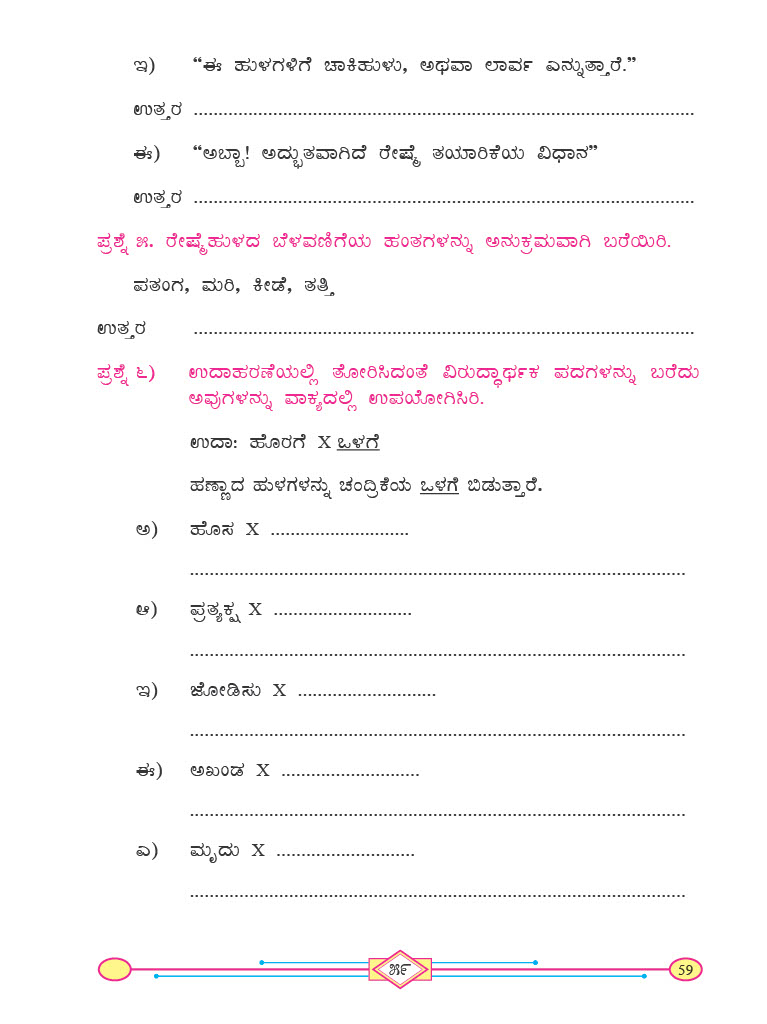 ಇ) “ಈ ಹುಳಗಳಿಗೆ ಚಾಕಿಹುಳು, ಅಥವಾ ಲಾರ್ವ ಎನ್ನುತ್ತಾರೆ.”
ಉತ್ತರ .....................................................................................................
ಈ) “ಅಬ್ಬಾ! ಅದ್ಭುತವಾಗಿದೆ ರೇಷ್ಮೆ ತಯಾರಿಕೆಯ ವಿಧಾನ”
ಉತ್ತರ .....................................................................................................
ಪ್ರಶ್ನೆ ೫. ರೇಷ್ಮೆಹುಳದ ಬೆಳವಣಿಗೆಯ ಹಂತಗಳನ್ನು ಅನುಕ್ರಮವಾಗಿ ಬರೆಯಿರಿ.
ಪತಂಗ, ಮರಿ, ಕೀಡೆ, ತತ್ತಿ
ಉತ್ತರ .....................................................................................................
ಪ್ರಶ್ನೆ ೬) ಉದಾಹರಣೆಯಲ್ಲಿ ತೋರಿಸಿದಂತೆ ವಿರುದ್ಧಾರ್ಥಕ ಪದಗಳನ್ನು ಬರೆದು
ಅವುಗಳನ್ನು ವಾಕ್ಯದಲ್ಲಿ ಉಪಯೋಗಿಸಿರಿ.
ಉದಾ: ಹೊರಗೆ X ಒಳಗೆ
ಹಣ್ಣಾದ ಹುಳಗಳನ್ನು ಚಂದ್ರಿಕೆಯ ಒಳಗೆ ಬಿಡುತ್ತಾರೆ.
ಅ) ಹೊಸ X ............................
....................................................................................................
ಆ) ಪ್ರತ್ಯಕ್ಷ X ............................
....................................................................................................
ಇ) ಜೋಡಿಸು X ............................
....................................................................................................
ಈ) ಅಖಂಡ X ............................
....................................................................................................
ಎ) ಮೃದು X ............................
....................................................................................................
೫೯ 59